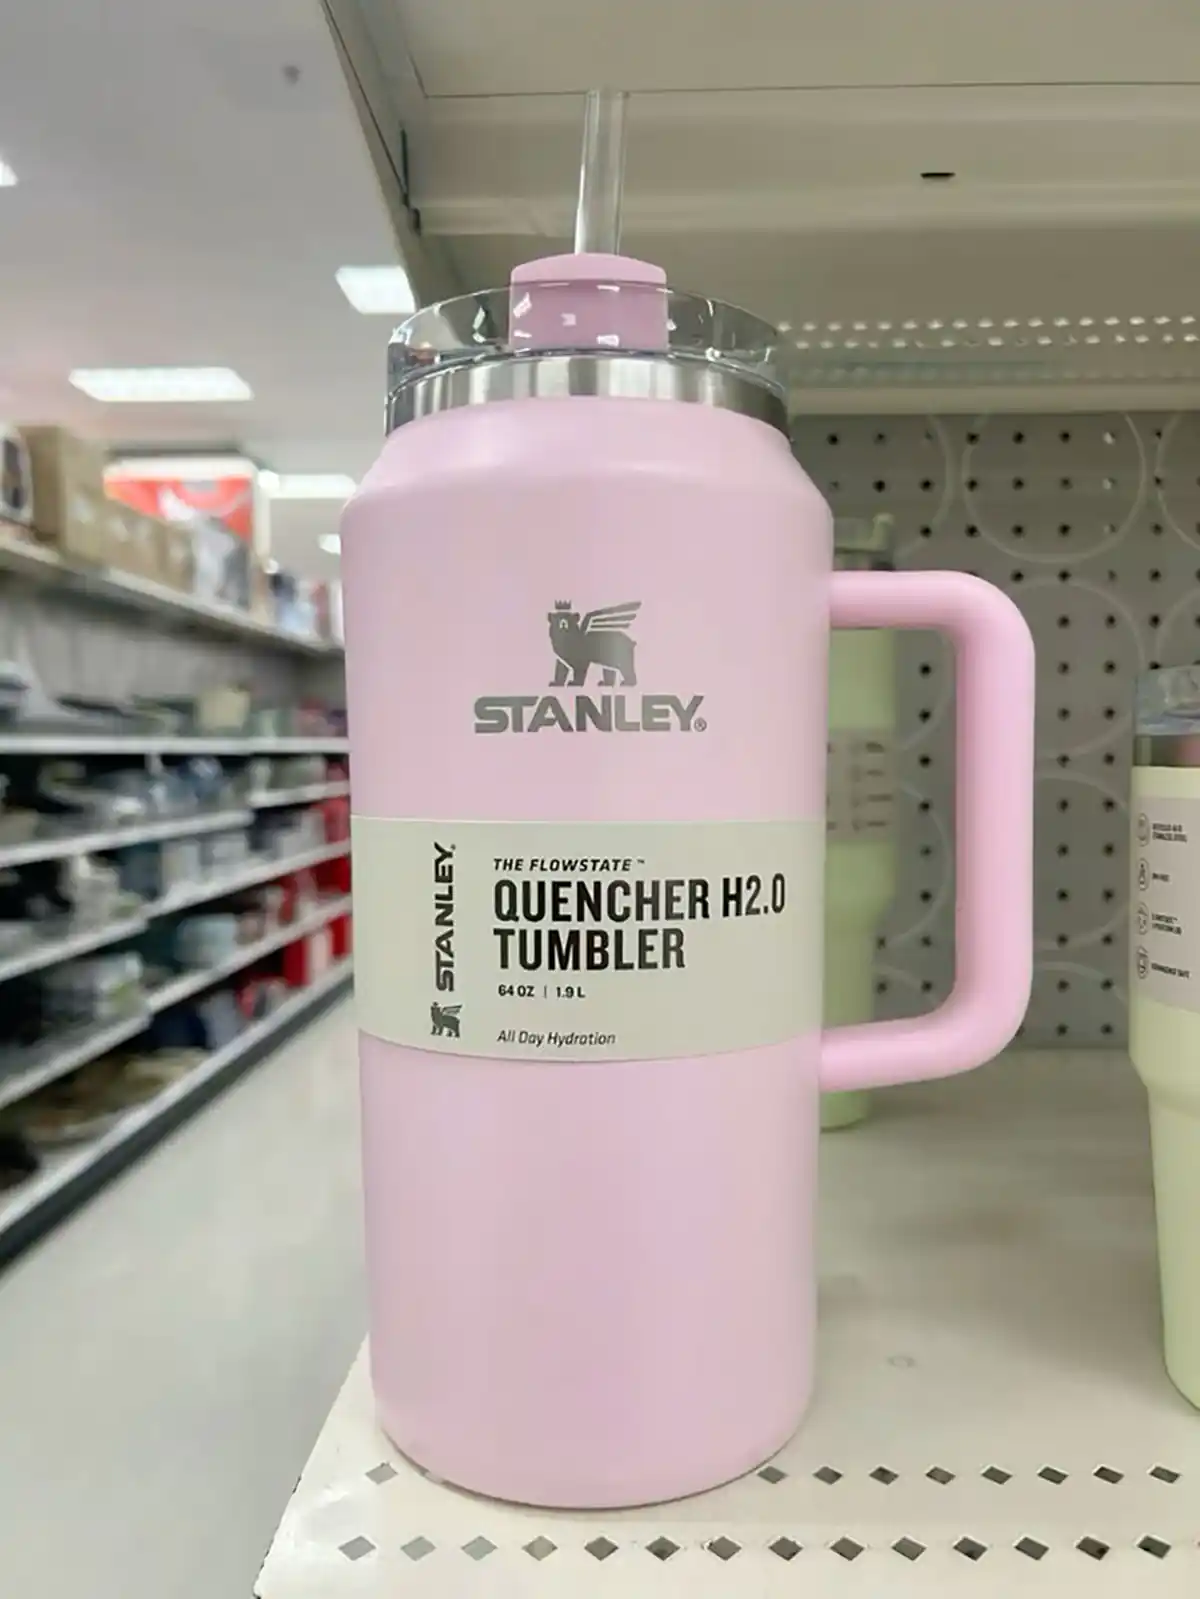 STANLEY®
STANLEY®
THE FLOWSTATE™
QUENCHER H2.0
TUMBLER
64 OZ | 1.9 L
All Day Hydration